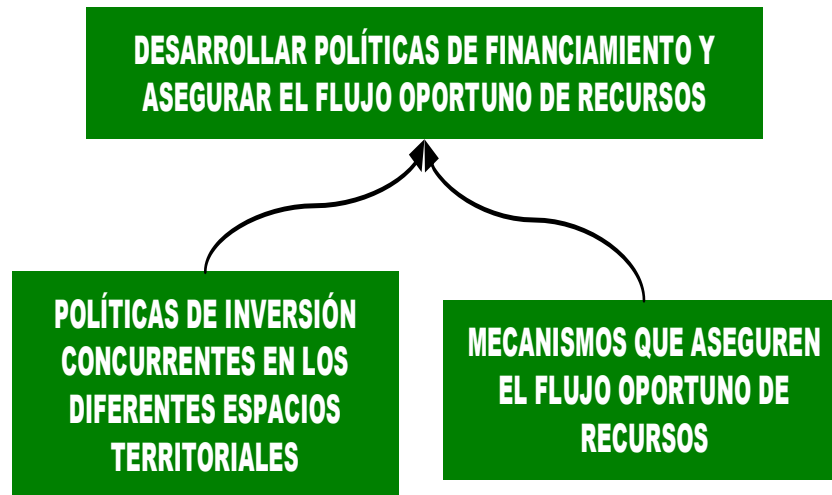 DESARROLLAR POLÍTICAS DE FINANCIAMIENTO Y
ASEGURAR EL FLUJO OPORTUNO DE RECURSOS
POLÍTICAS DE INVERSIÓN
CONCURRENTES EN LOS
DIFERENTES ESPACIOS
TERRITORIALES
MECANISMOS QUE ASEGUREN
EL FLUJO OPORTUNO DE
RECURSOS